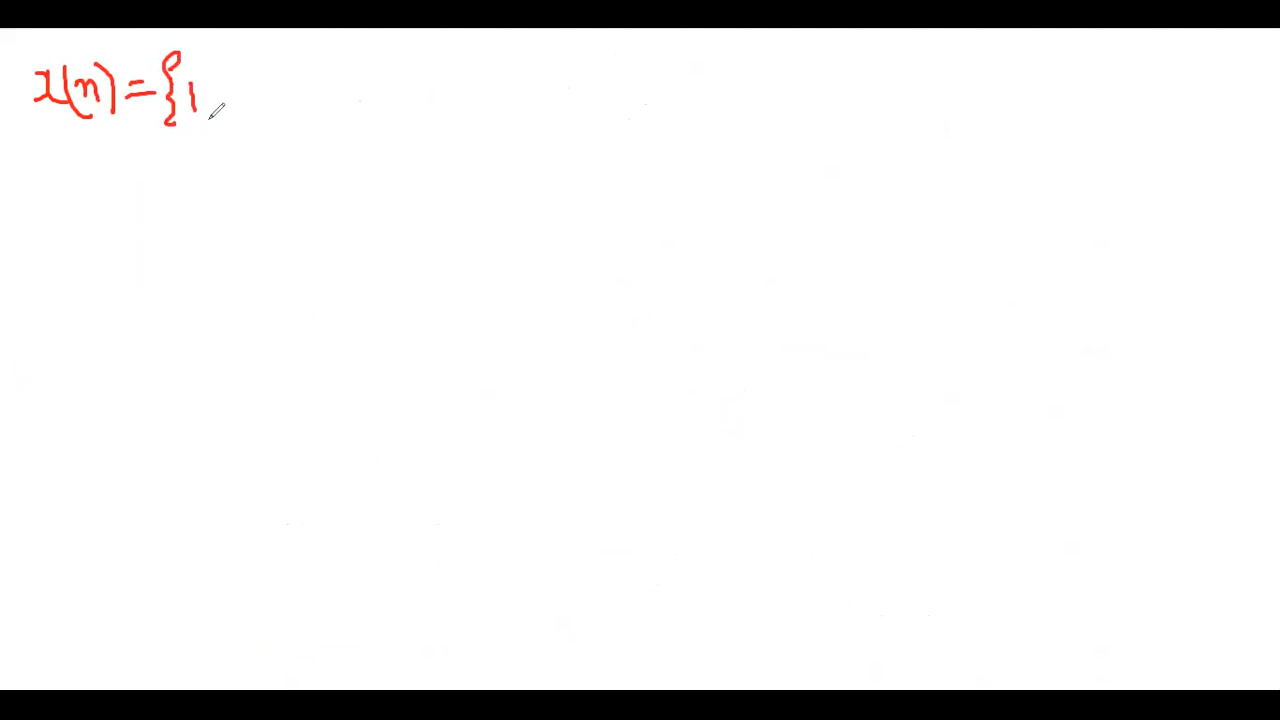 x(n) = {1